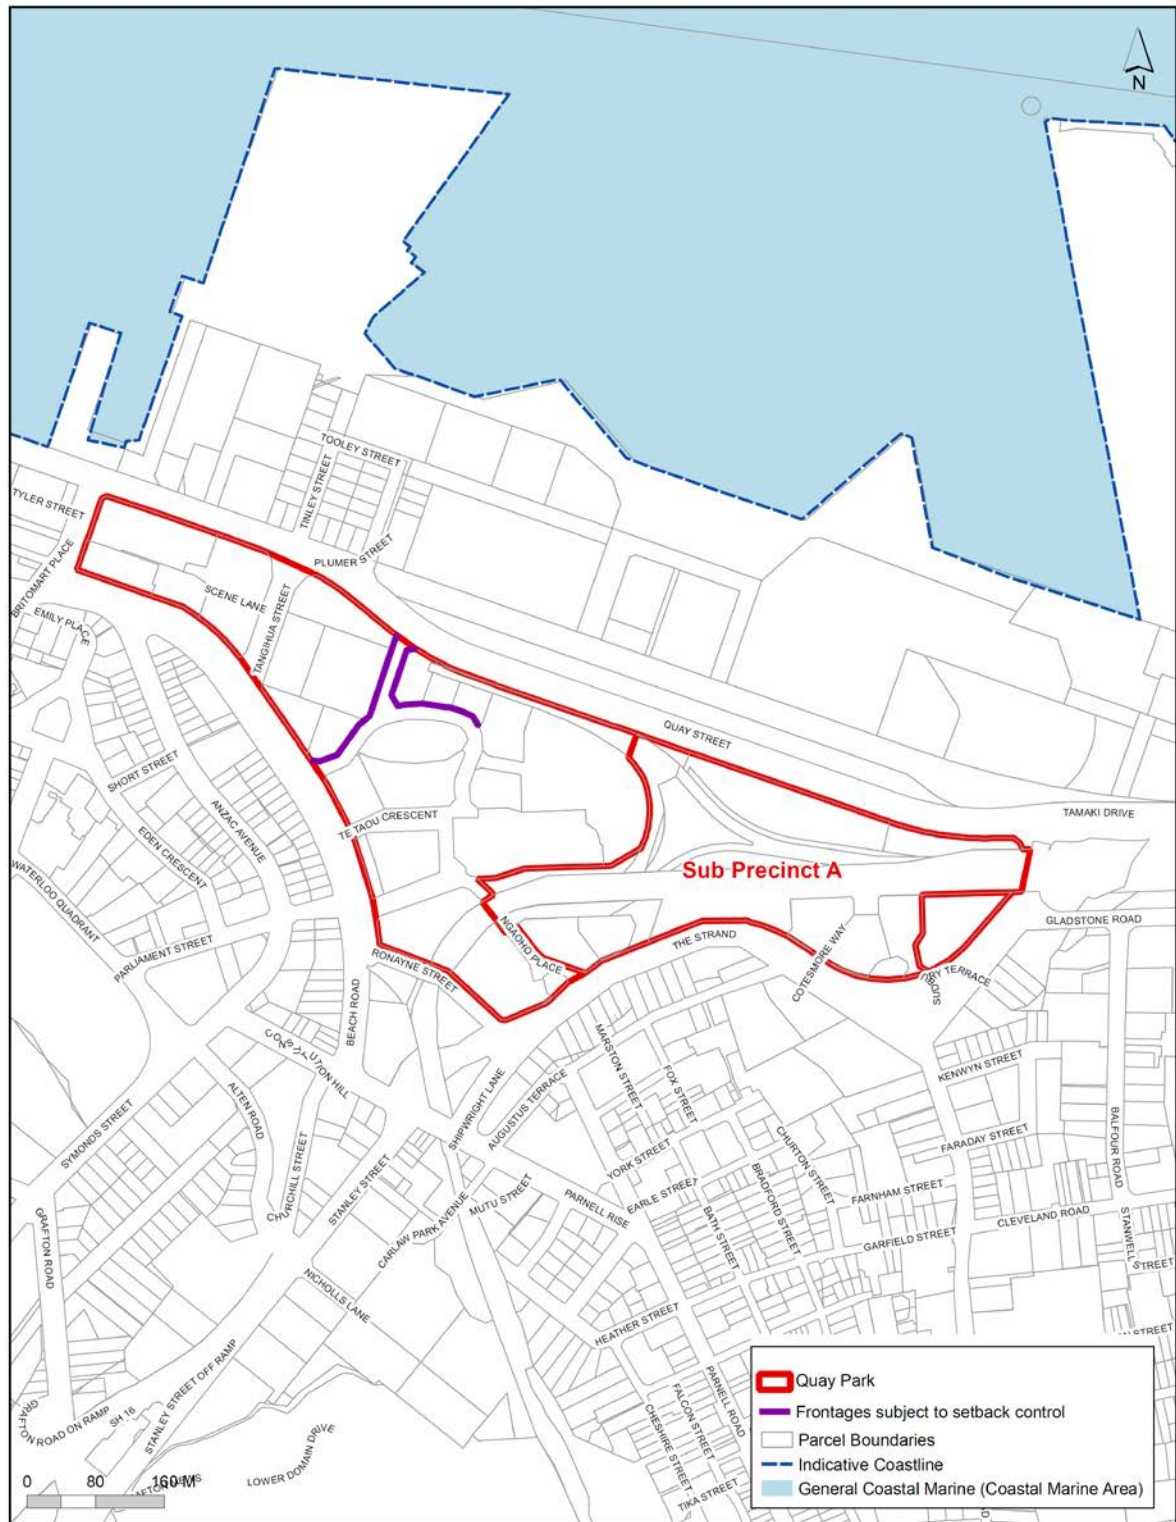 N
TOOLEY STREET
TINLEY STREET
TYLER STREET
PLUMER STREET
BRITOMART PLACE
SCENE LANE
TANGIHUA STREET
EMILY PLACE
QUAY STREET
SHORT STREET
ANZAC AVENUE
TAMAKI DRIVE
TE TAOU CRESCENT
EDEN CRESCENT
Sub Precinct A
WATERLOO QUADRANT
NGAOHO PLACE
GLADSTONE ROAD
THE STRAND
COTESMORE WAY
PARLIAMENT STREET
RONAYNE STREET
SUDBURY TERRACE
BEACH ROAD
CONSTITUTION HILL
MARSTON STREET
KENWYN STREET
FOX STREET
SHIPWRIGHT LANE
AUGUSTUS TERRACE
ALTEN ROAD
SYMONDS STREET
BALFOUR ROAD
FARADAY STREET
CHURTON STREET
YORK STREET
CHURCHILL STREET
STANLEY STREET
BRADFORD STREET
EARLE STREET
FARNHAM STREET
MUTU STREET
PARNELL RISE
CARLAW PARK AVENUE
BATH STREET
CLEVELAND ROAD
GARFIELD STREET
GRAFTON ROAD
STANWELL STREET
NICHOLLS LANE
HEATHER STREET
STREET
STANLEY STREET OFF RAMP
PARNELL ROAD
FALCON STREET
CHESHIRE STREET
GRAFTON ROAD ON RAMP
SH 16
LOWER DOMAIN DRIVE
TIKA STREET
Quay Park
Frontages subject to setback control
Parcel Boundaries
Indicative Coastline
General Coastal Marine (Coastal Marine Area)
0 80 160 M